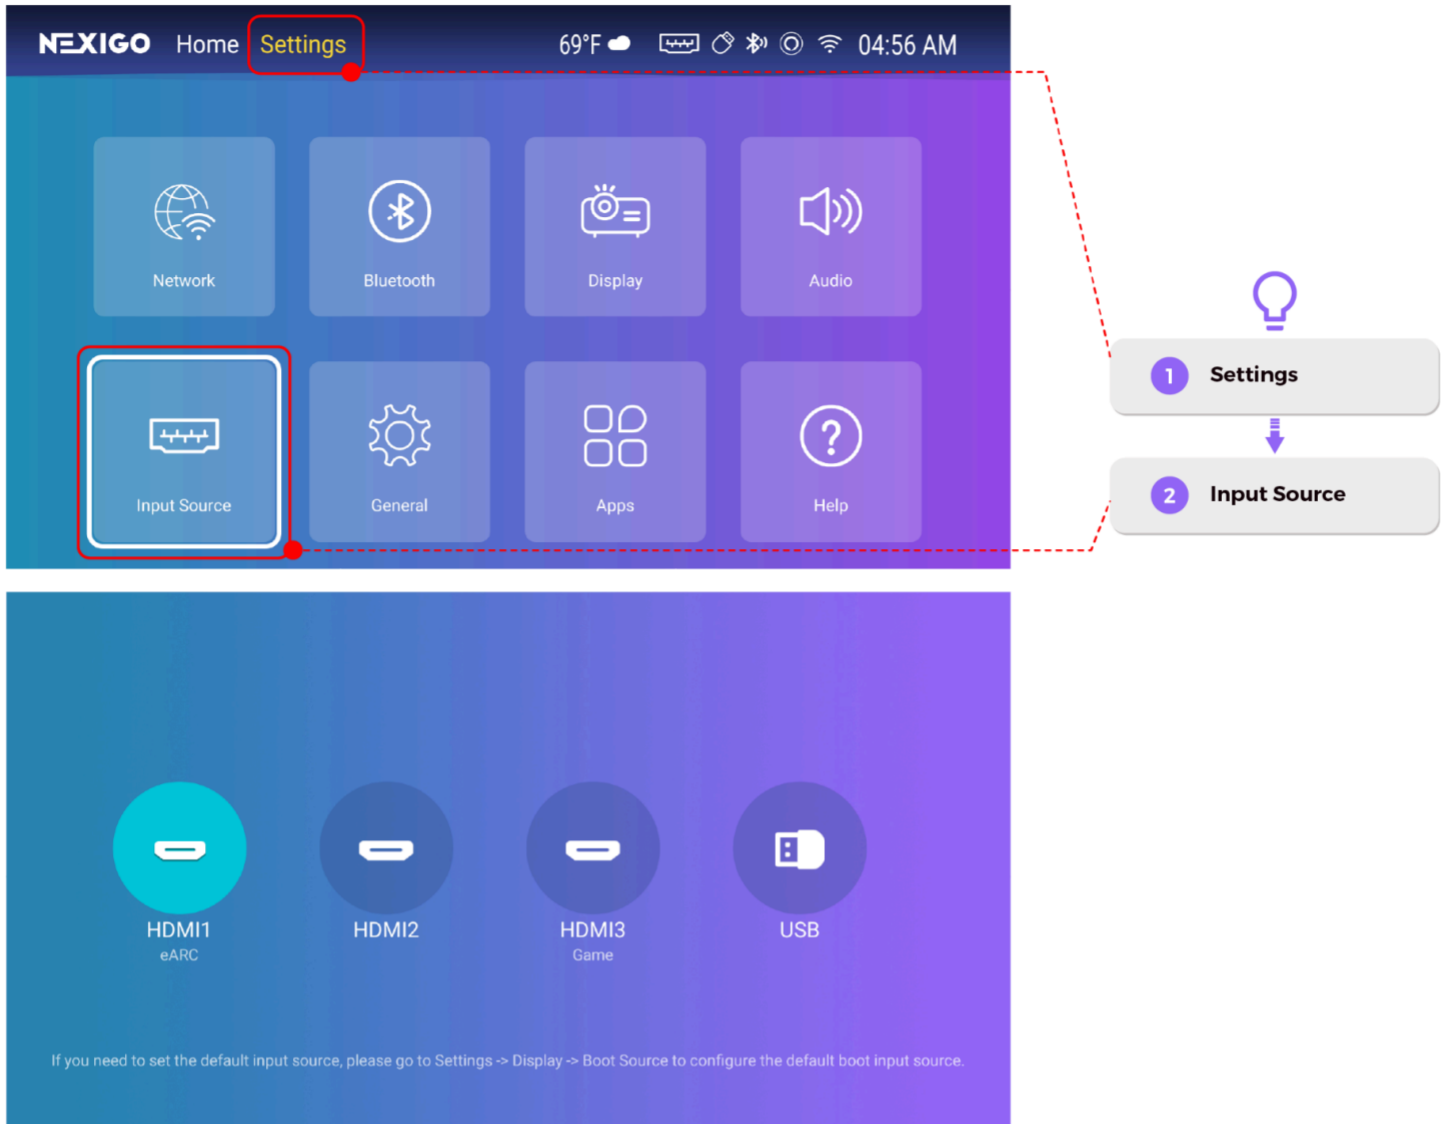 NEXIGO Home Settings 69°F 04:56 AM
Network Bluetooth Display Audio
Input Source General Apps Help
1 Settings
2 Input Source
HDMI1 HDMI2 HDMI3 USB
eARC Game
If you need to set the default input source, please go to Settings -> Display -> Boot Source to configure the default boot input source.